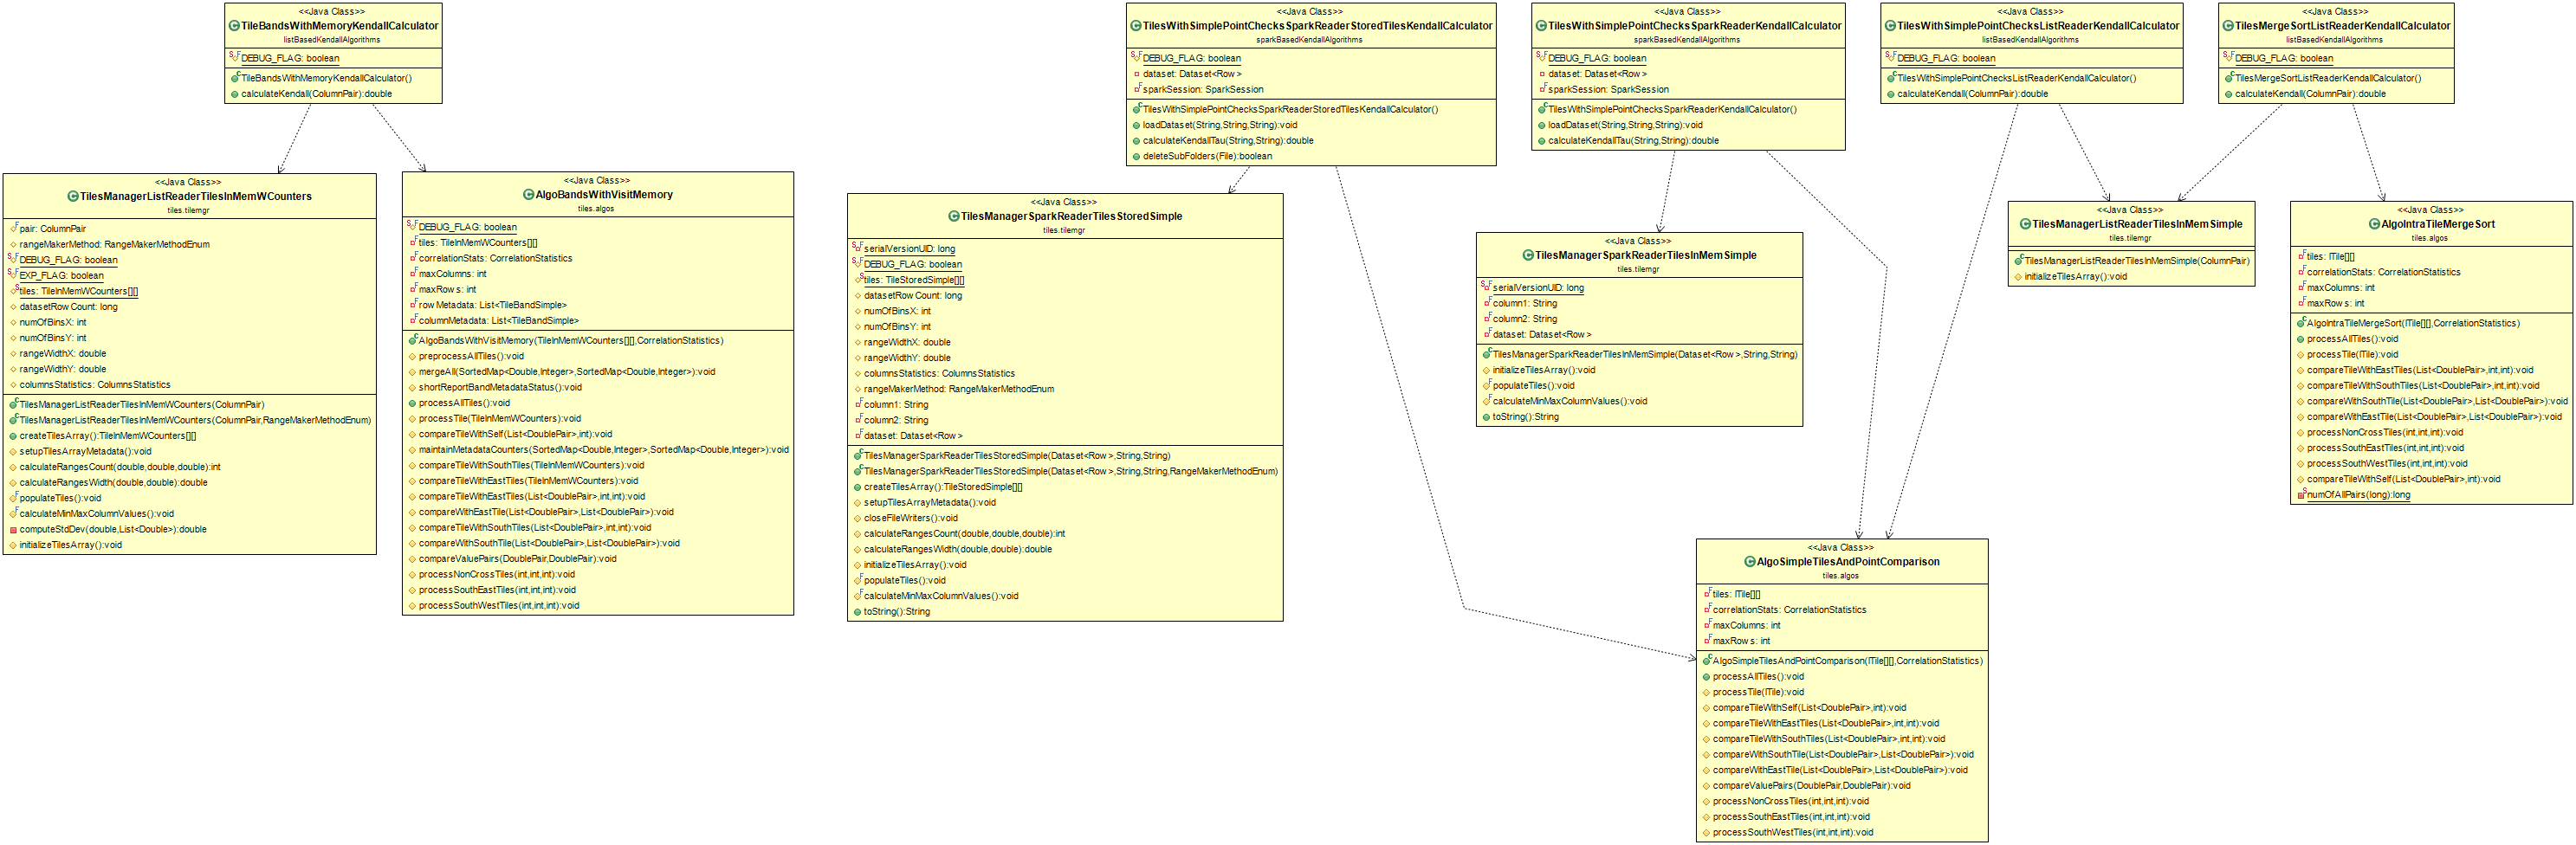 <<Java Class>>
TileBandsWithMemoryKendallCalculator
listBasedKendallAlgorithms
DEBUG_FLAG: boolean
TileBandsWithMemoryKendallCalculator()
calculateKendall(ColumnPair):double
<<Java Class>>
TilesWithSimplePointChecksSparkReaderStoredTilesKendallCalculator
sparkBasedKendallAlgorithms
DEBUG_FLAG: boolean
dataset: Dataset<Row>
sparkSession: SparkSession
TilesWithSimplePointChecksSparkReaderStoredTilesKendallCalculator()
loadDataset(String,String,String):void
calculateKendallTau(String,String):double
deleteSubFolders(File):boolean
<<Java Class>>
TilesWithSimplePointChecksSparkReaderKendallCalculator
sparkBasedKendallAlgorithms
DEBUG_FLAG: boolean
dataset: Dataset<Row>
sparkSession: SparkSession
TilesWithSimplePointChecksSparkReaderKendallCalculator()
loadDataset(String,String,String):void
calculateKendallTau(String,String):double
<<Java Class>>
TilesWithSimplePointChecksListReaderKendallCalculator
listBasedKendallAlgorithms
DEBUG_FLAG: boolean
TilesWithSimplePointChecksListReaderKendallCalculator()
calculateKendall(ColumnPair):double
<<Java Class>>
TilesMergeSortListReaderKendallCalculator
listBasedKendallAlgorithms
DEBUG_FLAG: boolean
TilesMergeSortListReaderKendallCalculator()
calculateKendall(ColumnPair):double
<<Java Class>>
TilesManagerListReaderTilesInMemWCounters
tiles.tilemgr
pair: ColumnPair
rangeMakerMethod: RangeMakerMethodEnum
DEBUG_FLAG: boolean
EXP_FLAG: boolean
tiles: TileInMemWCounters[][]
datasetRowCount: long
numOfBinsX: int
numOfBinsY: int
rangeWidthX: double
rangeWidthY: double
columnsStatistics: ColumnsStatistics
TilesManagerListReaderTilesInMemWCounters(ColumnPair)
TilesManagerListReaderTilesInMemWCounters(ColumnPair,RangeMakerMethodEnum)
createTilesArray():TileInMemWCounters[][]
setupTilesArrayMetadata():void
calculateRangesCount(double,double,double):int
calculateRangesWidth(double,double):double
populateTiles():void
calculateMinMaxColumnValues():void
computeStdDev(double,List<Double>):double
initializeTilesArray():void
<<Java Class>>
AlgoBandsWithVisitMemory
tiles.algos
DEBUG_FLAG: boolean
tiles: TileInMemWCounters[][]
correlationStats: CorrelationStatistics
maxColumns: int
maxRows: int
rowMetadata: List<TileBandSimple>
columnMetadata: List<TileBandSimple>
AlgoBandsWithVisitMemory(TileInMemWCounters[][],CorrelationStatistics)
preprocessAllTiles():void
mergeAll(SortedMap<Double,Integer>,SortedMap<Double,Integer>):void
shortReportBandMetadataStatus():void
processAllTiles():void
processTile(TileInMemWCounters):void
compareTileWithSelf(List<DoublePair>,int):void
maintainMetadataCounters(SortedMap<Double,Integer>,SortedMap<Double,Integer>):void
compareTileWithSouthTiles(TileInMemWCounters):void
compareTileWithEastTiles(TileInMemWCounters):void
compareTileWithEastTiles(List<DoublePair>,int,int):void
compareWithEastTile(List<DoublePair>,List<DoublePair>):void
compareTileWithSouthTiles(List<DoublePair>,int,int):void
compareWithSouthTile(List<DoublePair>,List<DoublePair>):void
compareValuePairs(DoublePair,DoublePair):void
processNonCrossTiles(int,int,int):void
processSouthEastTiles(int,int,int):void
processSouthWestTiles(int,int,int):void
<<Java Class>>
TilesManagerSparkReaderTilesStoredSimple
tiles.tilemgr
serialVersionUID: long
DEBUG_FLAG: boolean
tiles: TileStoredSimple[][]
datasetRowCount: long
numOfBinsX: int
numOfBinsY: int
rangeWidthX: double
rangeWidthY: double
columnsStatistics: ColumnsStatistics
rangeMakerMethod: RangeMakerMethodEnum
column1: String
column2: String
dataset: Dataset<Row>
TilesManagerSparkReaderTilesStoredSimple(Dataset<Row>,String,String)
TilesManagerSparkReaderTilesStoredSimple(Dataset<Row>,String,String,RangeMakerMethodEnum)
createTilesArray():TileStoredSimple[][]
setupTilesArrayMetadata():void
closeFileWriters():void
calculateRangesCount(double,double,double):int
calculateRangesWidth(double,double):double
initializeTilesArray():void
populateTiles():void
calculateMinMaxColumnValues():void
toString():String
<<Java Class>>
TilesManagerSparkReaderTilesInMemSimple
tiles.tilemgr
serialVersionUID: long
column1: String
column2: String
dataset: Dataset<Row>
TilesManagerSparkReaderTilesInMemSimple(Dataset<Row>,String,String)
initializeTilesArray():void
populateTiles():void
calculateMinMaxColumnValues():void
toString():String
<<Java Class>>
TilesManagerListReaderTilesInMemSimple
tiles.tilemgr
TilesManagerListReaderTilesInMemSimple(ColumnPair)
initializeTilesArray():void
<<Java Class>>
AlgoIntraTileMergeSort
tiles.algos
tiles: ITile[][]
correlationStats: CorrelationStatistics
maxColumns: int
maxRows: int
AlgoIntraTileMergeSort(ITile[][],CorrelationStatistics)
processAllTiles():void
processTile(ITile):void
compareTileWithEastTiles(List<DoublePair>,int,int):void
compareTileWithSouthTiles(List<DoublePair>,int,int):void
compareWithSouthTile(List<DoublePair>,List<DoublePair>):void
compareWithEastTile(List<DoublePair>,List<DoublePair>):void
processNonCrossTiles(int,int,int):void
processSouthEastTiles(int,int,int):void
processSouthWestTiles(int,int,int):void
compareTileWithSelf(List<DoublePair>,int):void
numOfAllPairs(long):long
<<Java Class>>
AlgoSimpleTilesAndPointComparison
tiles.algos
tiles: ITile[][]
correlationStats: CorrelationStatistics
maxColumns: int
maxRows: int
AlgoSimpleTilesAndPointComparison(ITile[][],CorrelationStatistics)
processAllTiles():void
processTile(ITile):void
compareTileWithSelf(List<DoublePair>,int):void
compareTileWithEastTiles(List<DoublePair>,int,int):void
compareTileWithSouthTiles(List<DoublePair>,int,int):void
compareWithSouthTile(List<DoublePair>,List<DoublePair>):void
compareWithEastTile(List<DoublePair>,List<DoublePair>):void
compareValuePairs(DoublePair,DoublePair):void
processNonCrossTiles(int,int,int):void
processSouthEastTiles(int,int,int):void
processSouthWestTiles(int,int,int):void